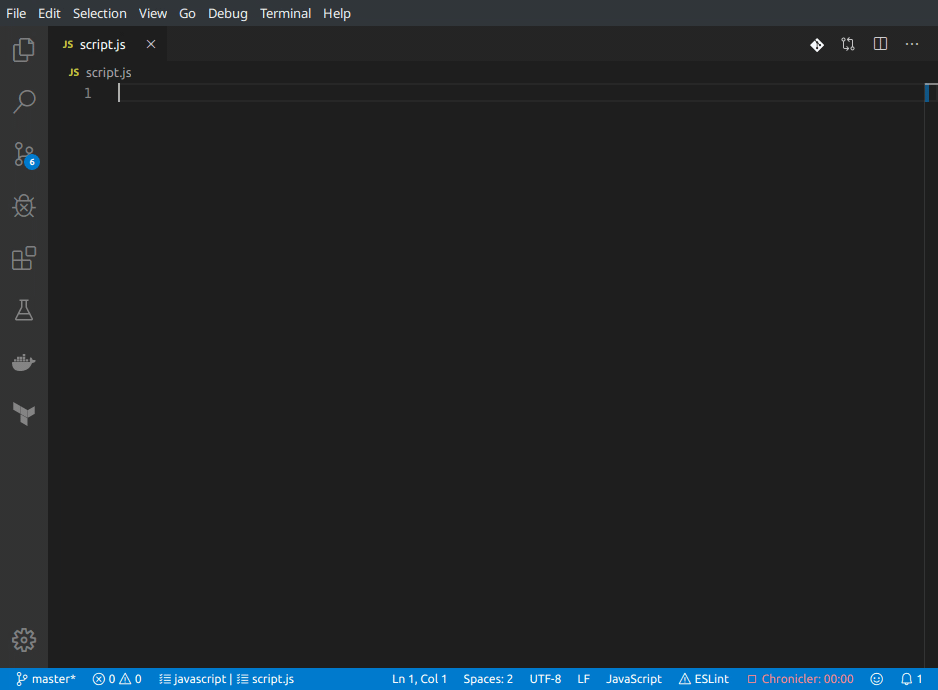 File Edit Selection View Go Debug Terminal Help
JS script.js
JS script.js
1
6
master* 0 0 javascript | script.js Ln 1, Col 1 Spaces: 2 UTF-8 LF JavaScript ESLint Chronicler: 00:00 1